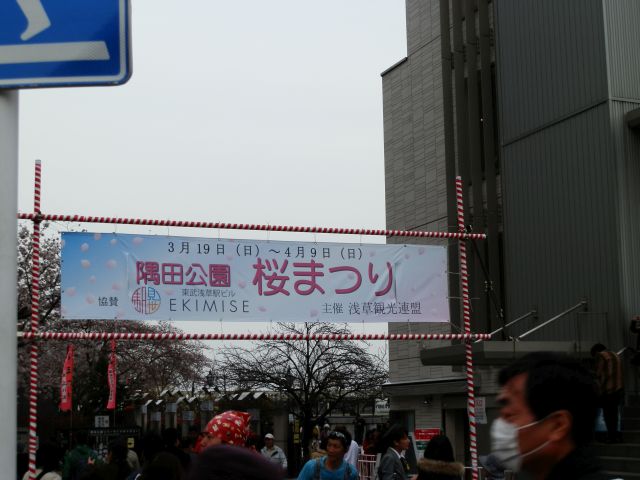 3月19日(日)～4月9日(日)
隅田公園 桜まつり
協賛 東武浅草駅ビル
EKIMISE
主催 浅草観光連盟